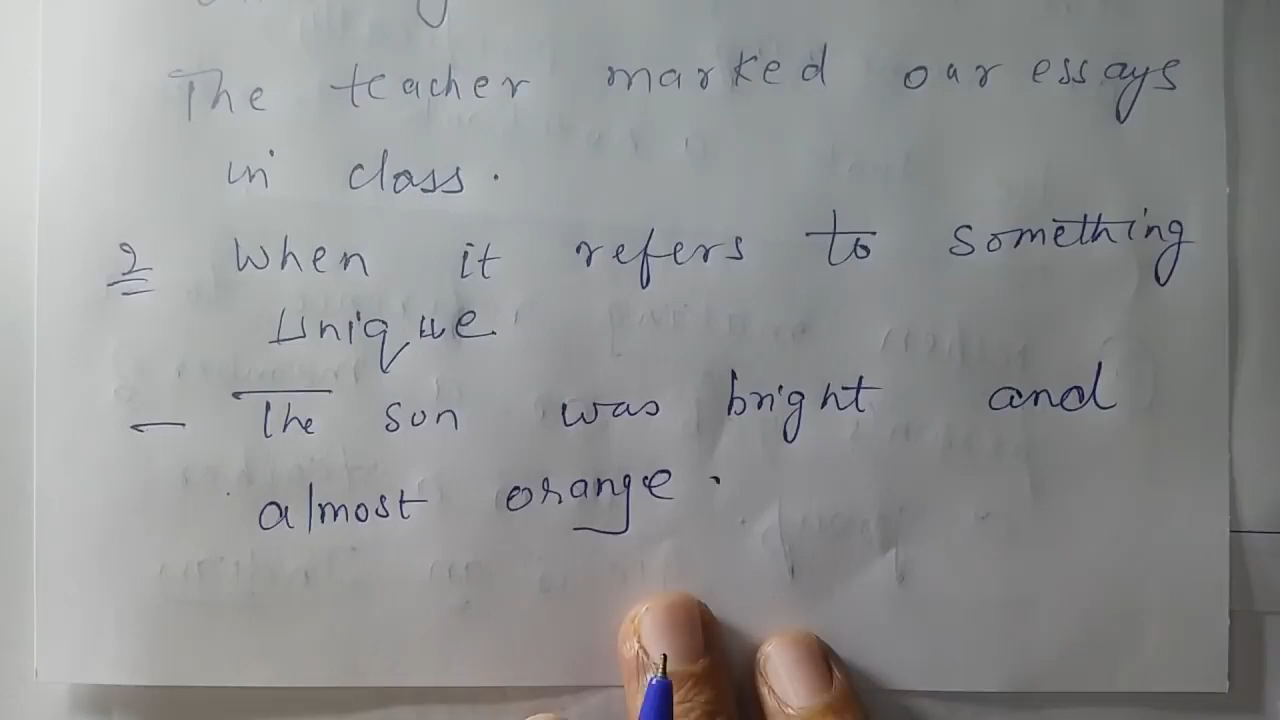 The teacher marked our essays
in class.
2 When it refers to something
Unique
- The sun was bright and
almost orange.